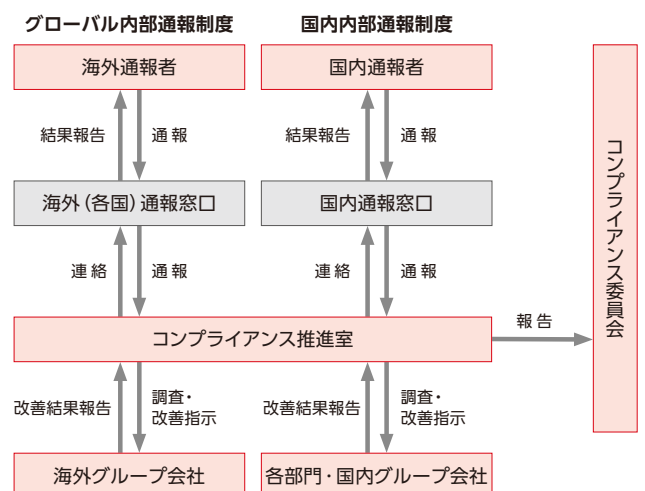 グローバル内部通報制度
国内内部通報制度
海外通報者
国内通報者
結果報告
通報
結果報告
通報
海外(各国)通報窓口
国内通報窓口
連絡
通報
連絡
通報
コンプライアンス推進室
報告
コンプライアンス委員会
改善結果報告
調査・
改善指示
改善結果報告
調査・
改善指示
海外グループ会社
各部門・国内グループ会社